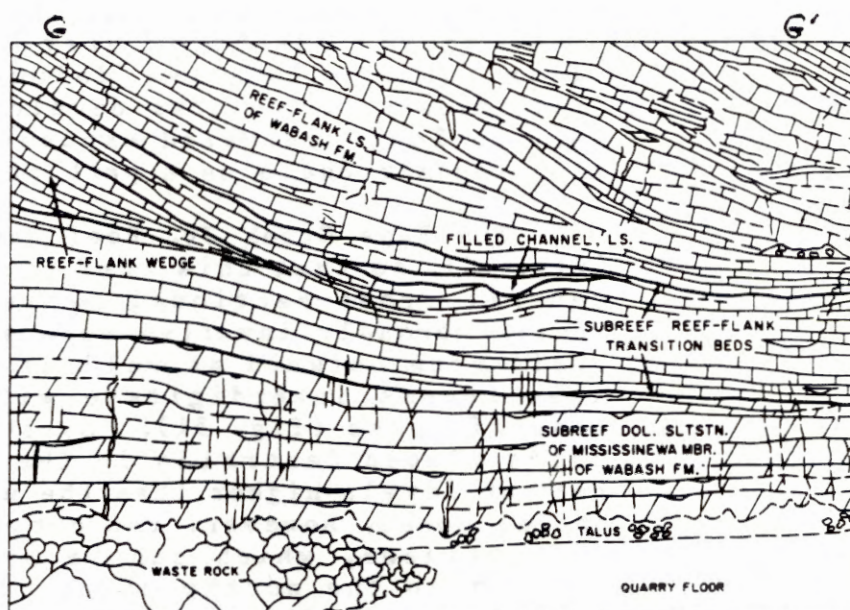 G G'
REEF-FLANK LS.
OF WABASH FM.
FILLED CHANNEL, LS.
REEF-FLANK WEDGE
SUBREEF REEF-FLANK
TRANSITION BEDS
SUBREEF DOL. SLTSTN.
OF MISSISSINEWA MBR.
OF WABASH FM.
TALUS
WASTE ROCK
QUARRY FLOOR